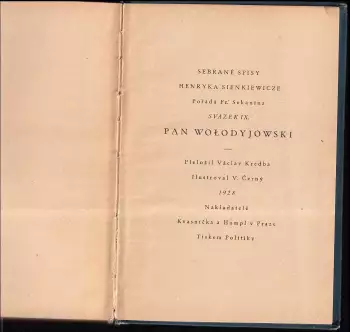 SEBRANÉ SPISY
HENRYKA SIENKIEWICZE
Pořádá Fr. Sekanina
SVAZEK IX.
PAN WOŁODYJOWSKI
Přeložil Václav Kredba
Ilustroval V. Černý
1928
Nakladatelé
Kvasnička a Hampl v Praze
Tiskem Politiky